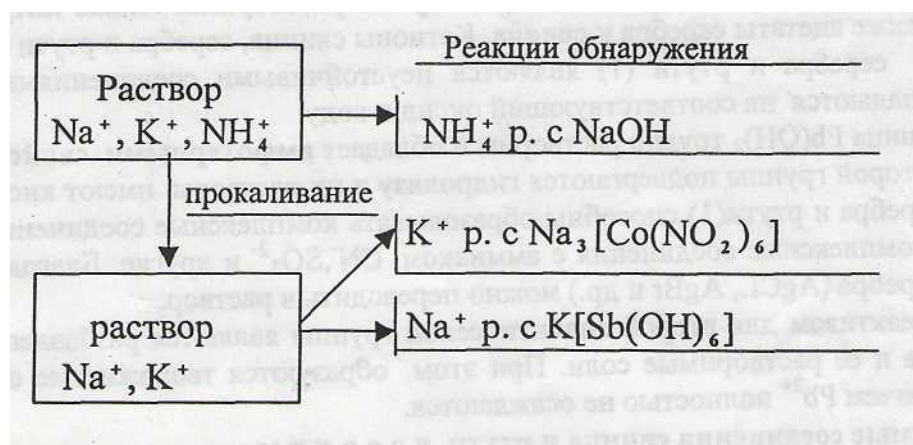 Реакции обнаружения
Раствор
Na⁺, K⁺, NH₄⁺
NH₄⁺ р. с NaOH
прокаливание
K⁺ р. с Na₃[Co(NO₂)₆]
раствор
Na⁺, K⁺
Na⁺ р-с K[Sb(OH)₆]